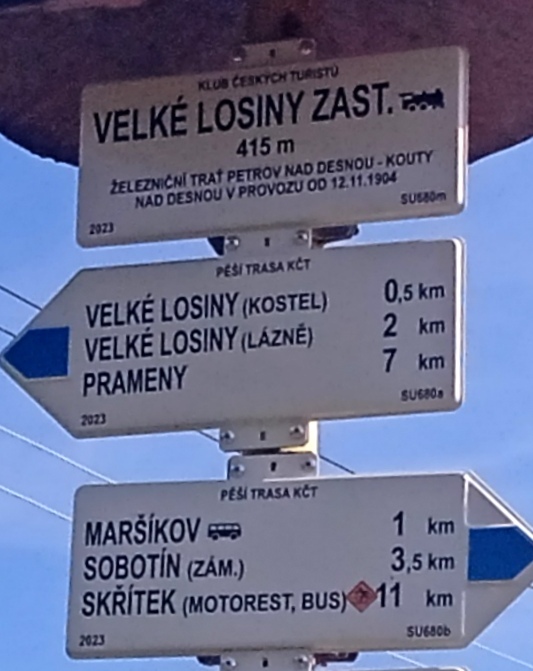 KLUB ČESKÝCH TURISTŮ
VELKÉ LOSINY ZAST.
415 m
ŽELEZNIČNÍ TRAŤ PETROV NAD DESNOU - KOUTY
NAD DESNOU V PROVOZU OD 12.11.1904
2023 SU680m
PĚŠÍ TRASA KČT
VELKÉ LOSINY (KOSTEL) 0,5 km
VELKÉ LOSINY (LÁZNĚ) 2 km
PRAMENY 7 km
2023 SU680a
PĚŠÍ TRASA KČT
MARŠÍKOV 1 km
SOBOTÍN (ZÁM.) 3,5 km
SKŘÍTEK (MOTOREST, BUS) 11 km
2023 SU680b